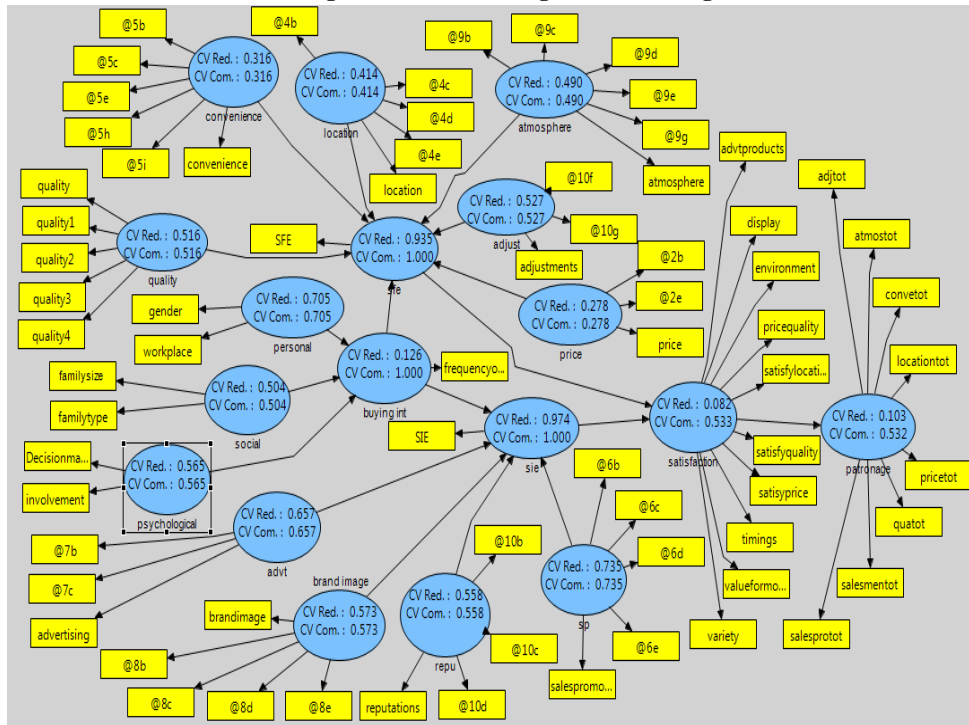 @5b
@5c
@5e
@5h
@5i
convenience
CV Red. : 0.316
CV Com. : 0.316
convenience
@4b
@4c
@4d
@4e
location
CV Red. : 0.414
CV Com. : 0.414
location
@9b
@9c
@9d
@9e
@9g
atmosphere
CV Red. : 0.490
CV Com. : 0.490
atmosphere
quality
quality1
quality2
quality3
quality4
CV Red. : 0.516
CV Com. : 0.516
quality
SFE
CV Red. : 0.935
CV Com. : 1.000
sfe
@10f
@10g
adjustments
CV Red. : 0.527
CV Com. : 0.527
adjust
@2b
@2e
price
CV Red. : 0.278
CV Com. : 0.278
price
gender
workplace
CV Red. : 0.705
CV Com. : 0.705
personal
familysize
familytype
CV Red. : 0.504
CV Com. : 0.504
social
Decisionma...
involvement
CV Red. : 0.565
CV Com. : 0.565
psychological
CV Red. : 0.126
CV Com. : 1.000
buying int
frequencyo...
SIE
CV Red. : 0.974
CV Com. : 1.000
sie
@7b
@7c
advertising
CV Red. : 0.657
CV Com. : 0.657
advt
brand image
CV Red. : 0.573
CV Com. : 0.573
brandimage
@8b
@8c
@8d
@8e
CV Red. : 0.558
CV Com. : 0.558
repu
@10b
@10c
@10d
reputations
@6b
@6c
@6d
@6e
salespromo...
CV Red. : 0.735
CV Com. : 0.735
sp
advtproducts
display
environment
pricequality
satisfylocati...
satisfyquality
satisyprice
timings
valueformo...
variety
CV Red. : 0.082
CV Com. : 0.533
satisfaction
adjtot
atmostot
convetot
locationtot
pricetot
quatot
salesmentot
salesprotot
CV Red. : 0.103
CV Com. : 0.532
patronage